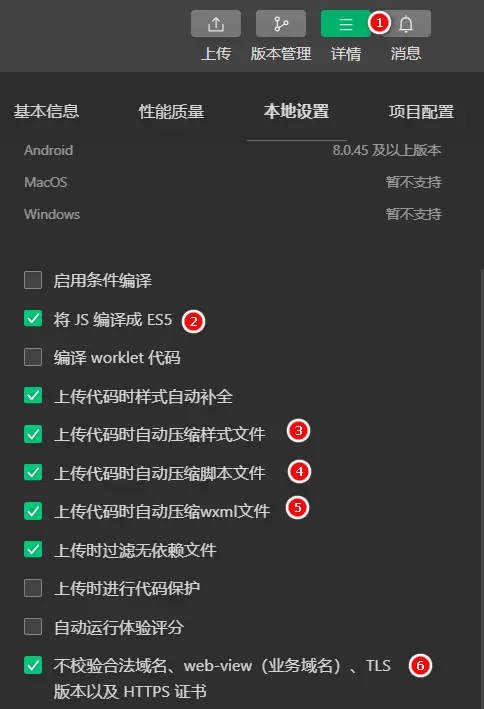 上传 版本管理 详情 1 消息
基本信息 性能质量 本地设置 项目配置
Android 8.0.45 及以上版本
MacOS 暂不支持
Windows 暂不支持
启用条件编译
将 JS 编译成 ES5 2
编译 worklet 代码
上传代码时样式自动补全
上传代码时自动压缩样式文件 3
上传代码时自动压缩脚本文件 4
上传代码时自动压缩wxml文件 5
上传时过滤无依赖文件
上传时进行代码保护
自动运行体验评分
不校验合法域名、web-view（业务域名）、TLS 6
版本以及 HTTPS 证书